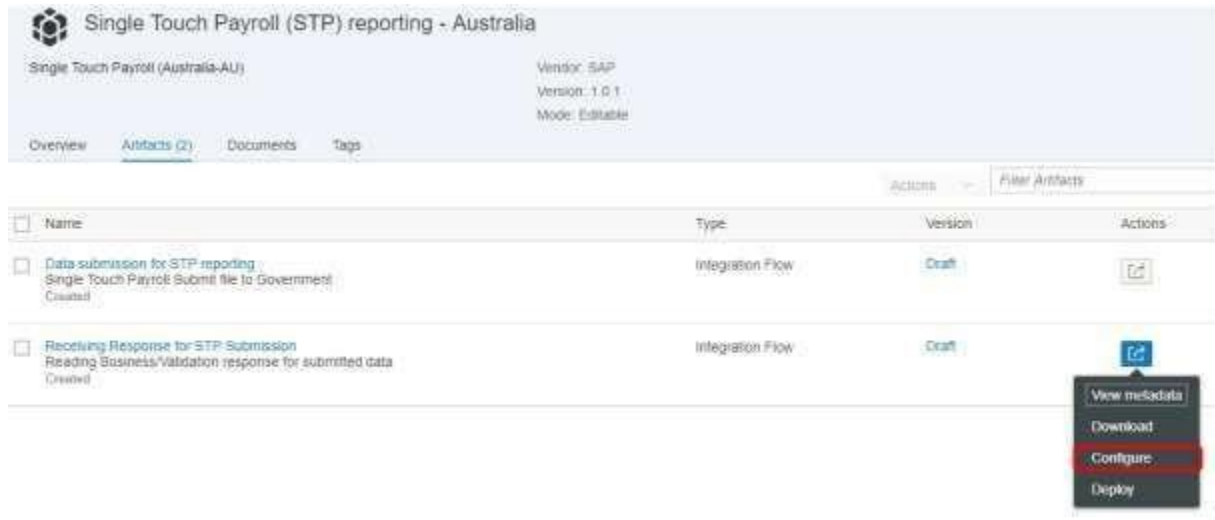 Single Touch Payroll (STP) reporting - Australia
Single Touch Payroll (Australia-AU)
Vendor: SAP
Version: 1.0.1
Mode: Editable
Overview Artifacts (2) Documents Tags
Actions Filter Artifacts
Name Type Version Actions
Data submission for STP reporting Integration Flow Draft
Single Touch Payroll Submit file to Government
Created
Receiving Response for STP Submission Integration Flow Draft
Reading Business/Validation response for submitted data
Created
View metadata
Download
Configure
Deploy